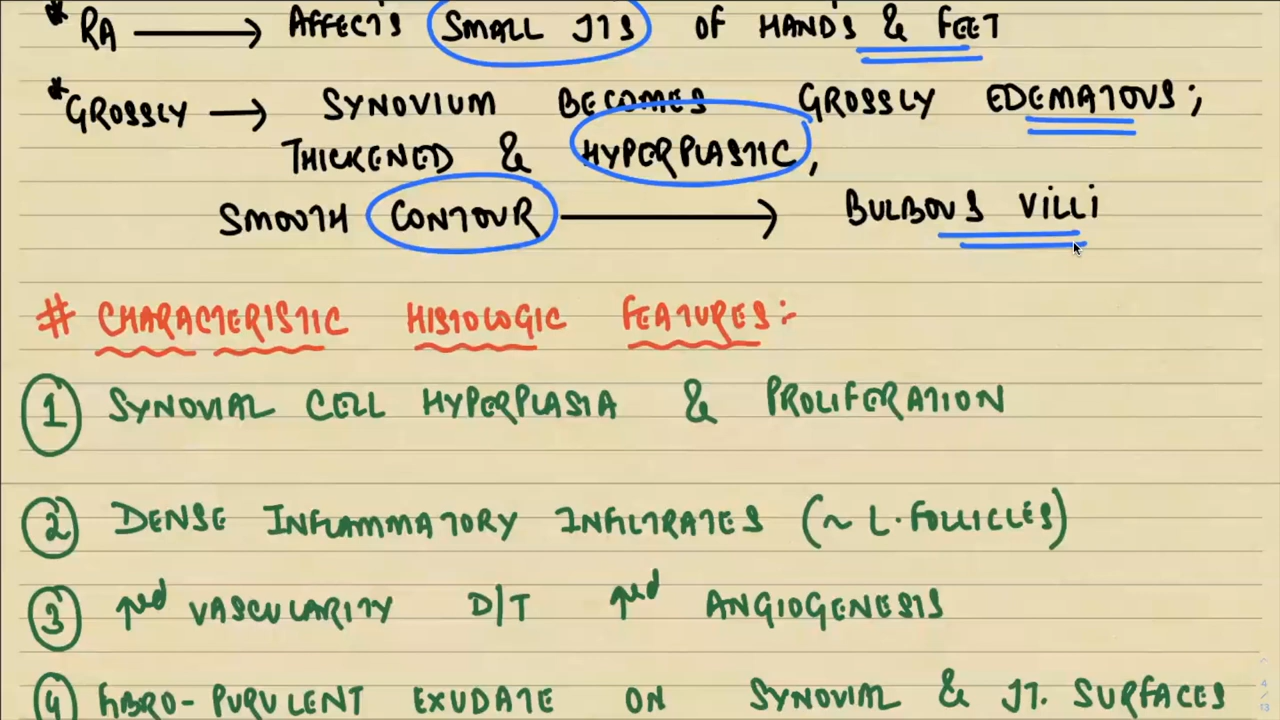 * RA → AFFECTS SMALL JTS OF HANDS & FEET
* GROSSLY → SYNOVIUM BECOMES GROSSLY EDEMATOUS;
THICKENED & HYPERPLASTIC,
SMOOTH CONTOUR → BULBOUS VILLI
# CHARACTERISTIC HISTOLOGIC FEATURES:-
1 SYNOVIAL CELL HYPERPLASIA & PROLIFERATION
2 DENSE INFLAMMATORY INFILTRATES (~ L. FOLLICLES)
3 ↑ed VASCULARITY D/T ↑ed ANGIOGENESIS
4 FIBRO-PURULENT EXUDATE ON SYNOVIAL & JT. SURFACES
4 / 13